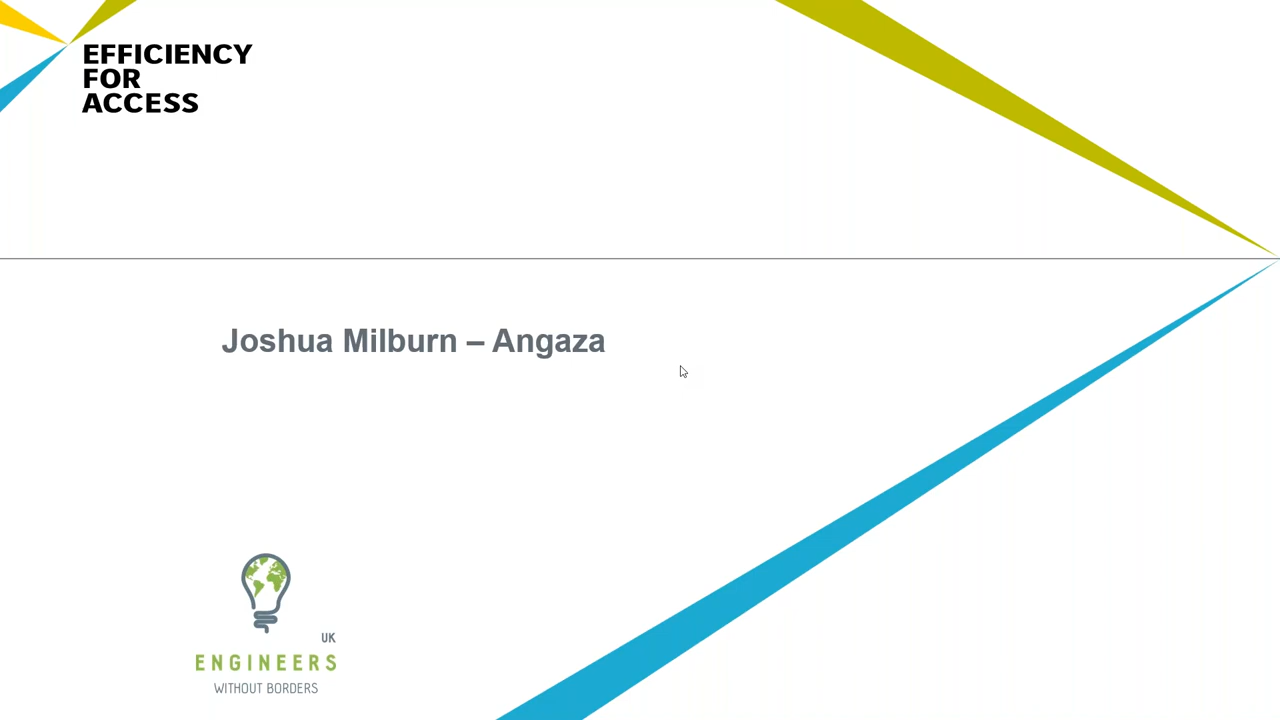 EFFICIENCY
FOR
ACCESS
Joshua Milburn – Angaza
UK
ENGINEERS
WITHOUT BORDERS